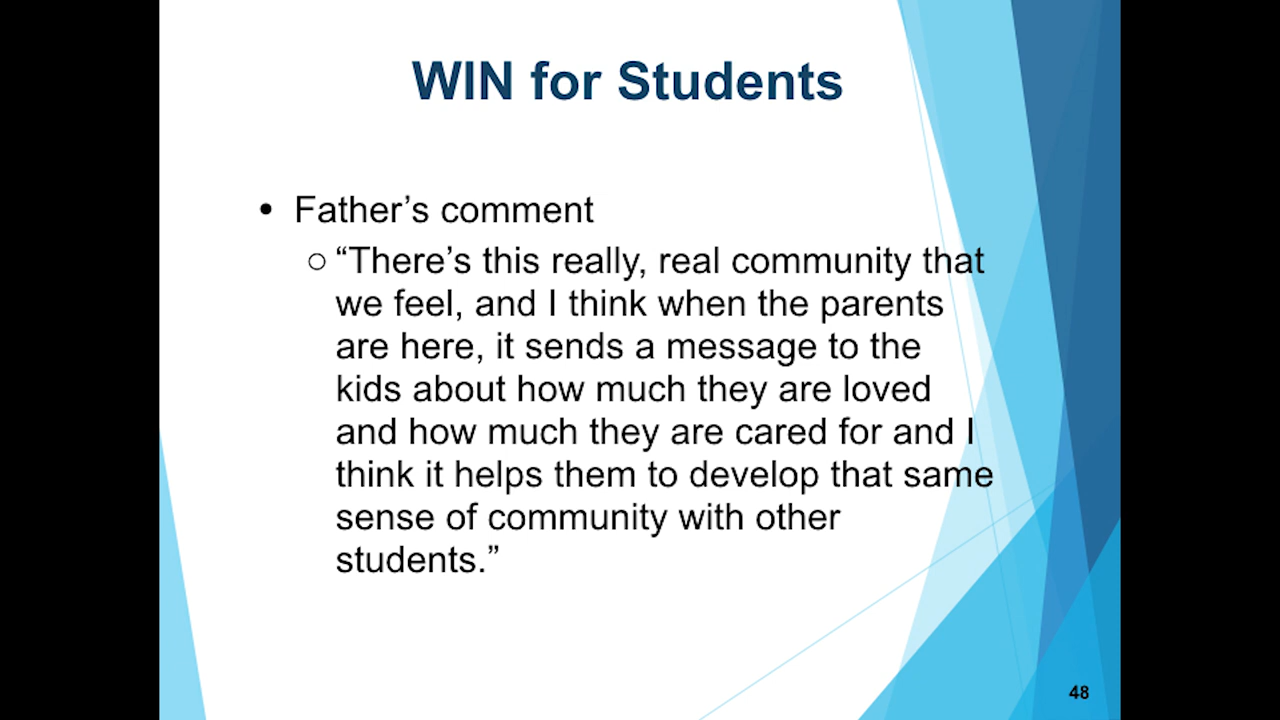 WIN for Students
• Father’s comment
○ “There’s this really, real community that
we feel, and I think when the parents
are here, it sends a message to the
kids about how much they are loved
and how much they are cared for and I
think it helps them to develop that same
sense of community with other
students.”
48